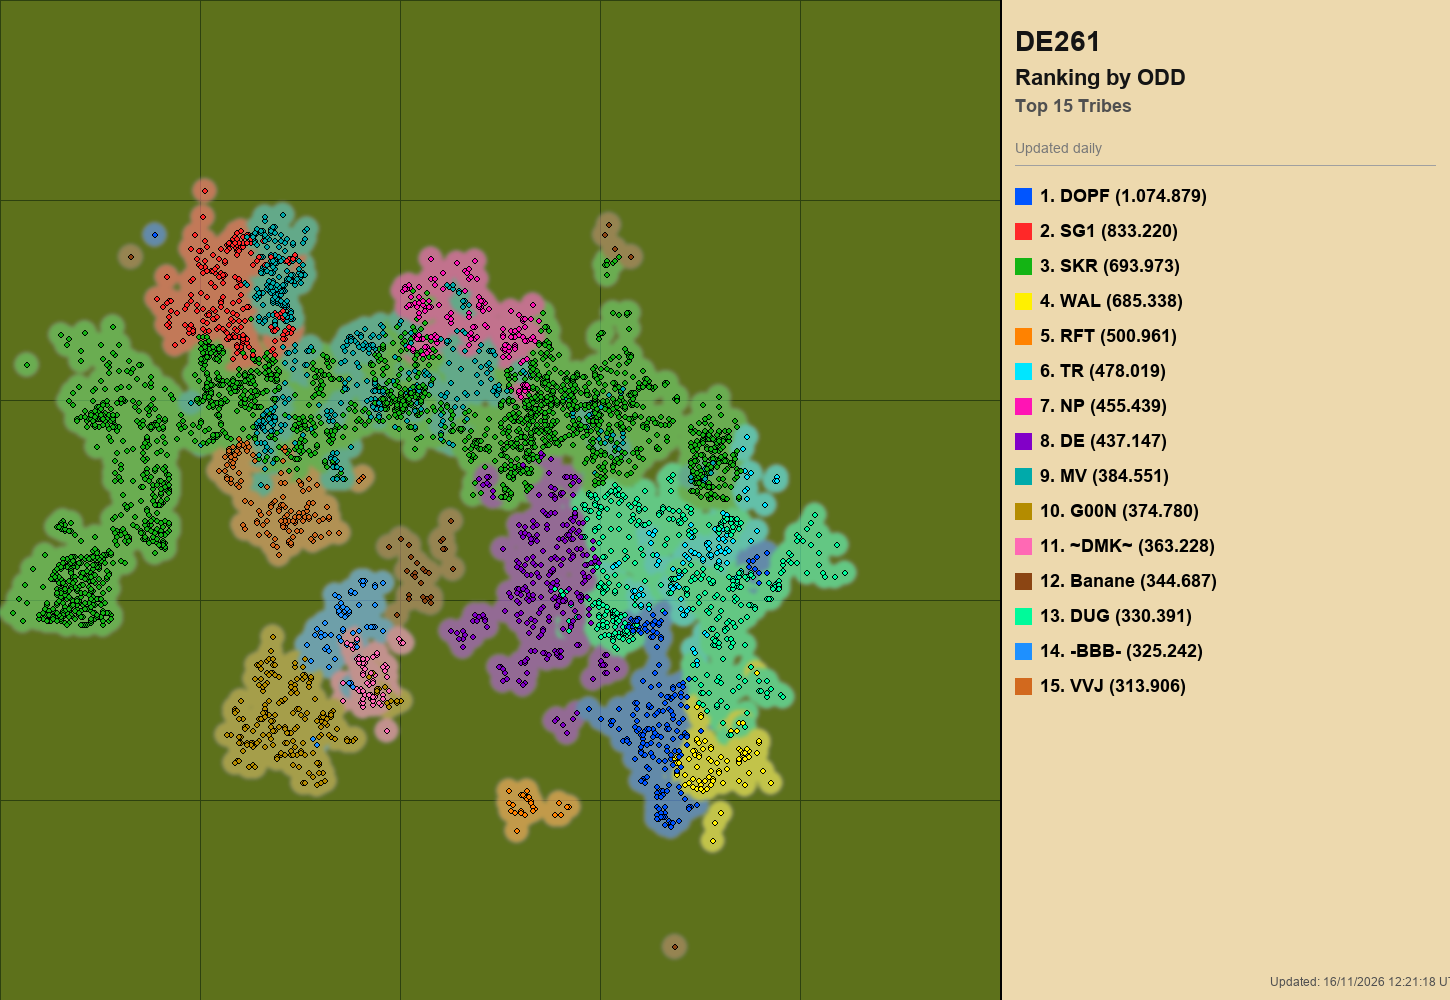 DE261
Ranking by ODD
Top 15 Tribes
Updated daily
1. DOPF (1.074.879)
2. SG1 (833.220)
3. SKR (693.973)
4. WAL (685.338)
5. RFT (500.961)
6. TR (478.019)
7. NP (455.439)
8. DE (437.147)
9. MV (384.551)
10. G00N (374.780)
11. ~DMK~ (363.228)
12. Banane (344.687)
13. DUG (330.391)
14. -BBB- (325.242)
15. VVJ (313.906)
Updated: 16/11/2026 12:21:18